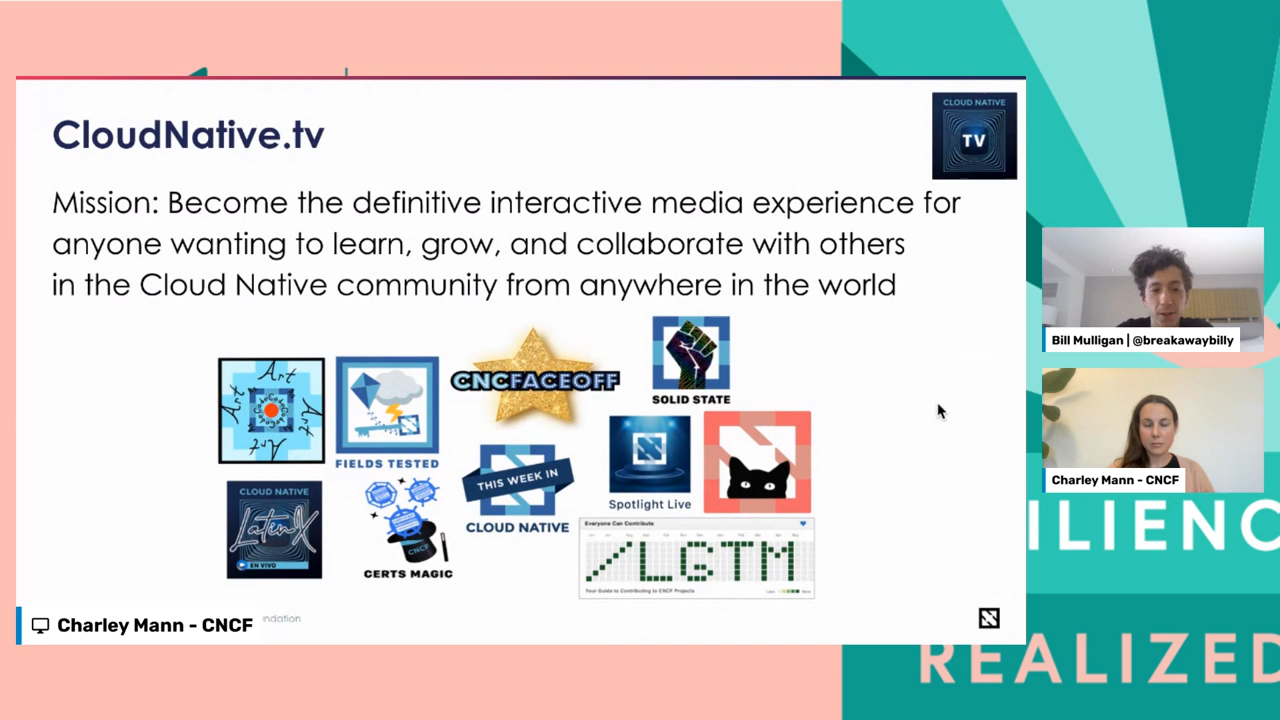 CloudNative.tv
CLOUD NATIVE
TV
Mission: Become the definitive interactive media experience for
anyone wanting to learn, grow, and collaborate with others
in the Cloud Native community from anywhere in the world
Art
Art
Art
Art
FIELDS TESTED
CNCFACEOFF
SOLID STATE
CLOUD NATIVE
LatinX
EN VIVO
CNCF
CERTS MAGIC
THIS WEEK IN
CLOUD NATIVE
Spotlight Live
Everyone Can Contribute
/LGTM
Your Guide to Contributing to CNCF Projects
Less
More
ndation
Charley Mann - CNCF
Bill Mulligan | @breakawaybilly
Charley Mann - CNCF
ILIENC
REALIZED